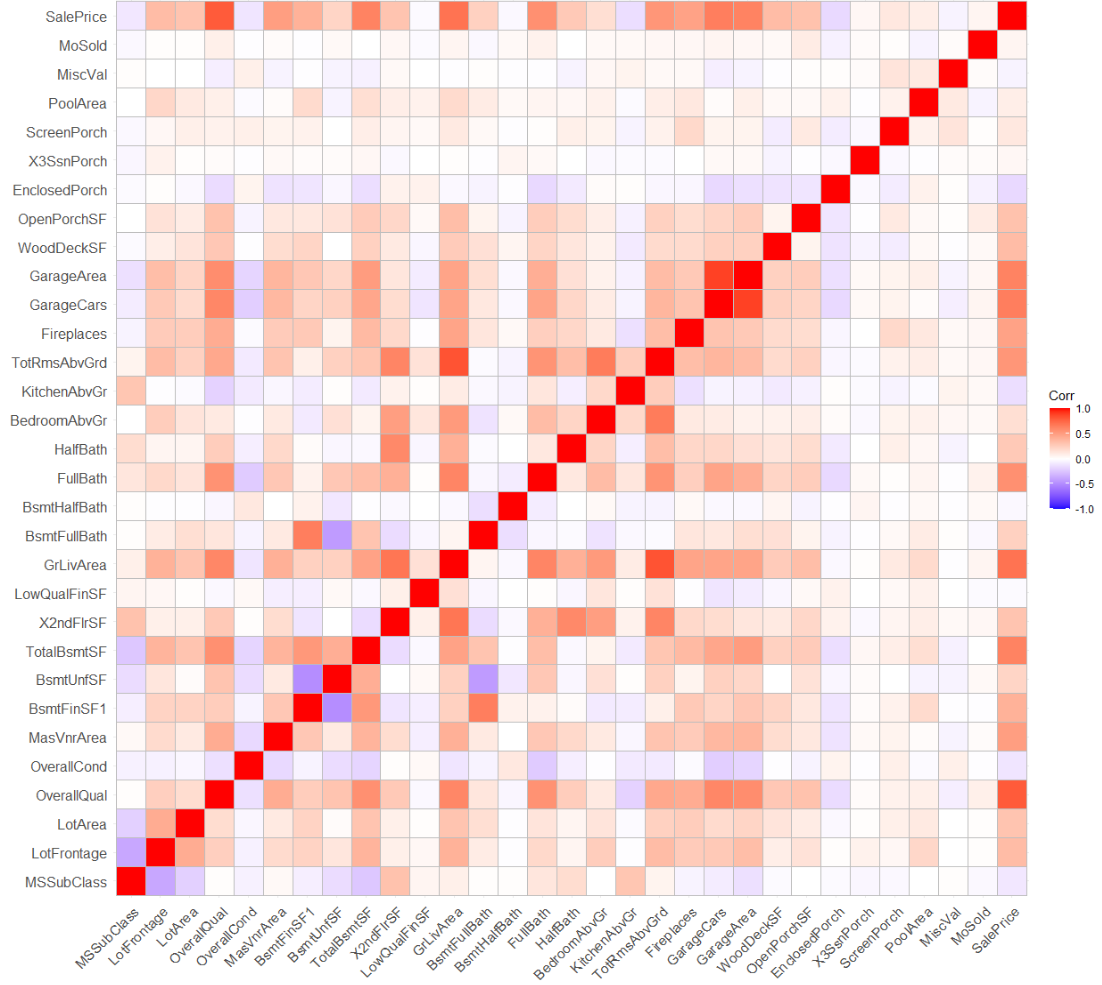 SalePrice
MoSold
MiscVal
PoolArea
ScreenPorch
X3SsnPorch
EnclosedPorch
OpenPorchSF
WoodDeckSF
GarageArea
GarageCars
Fireplaces
TotRmsAbvGrd
KitchenAbvGr
BedroomAbvGr
HalfBath
FullBath
BsmtHalfBath
BsmtFullBath
GrLivArea
LowQualFinSF
X2ndFlrSF
TotalBsmtSF
BsmtUnfSF
BsmtFinSF1
MasVnrArea
OverallCond
OverallQual
LotArea
LotFrontage
MSSubClass
MSSubClass
LotFrontage
LotArea
OverallQual
OverallCond
MasVnrArea
BsmtFinSF1
BsmtUnfSF
TotalBsmtSF
X2ndFlrSF
LowQualFinSF
GrLivArea
BsmtFullBath
BsmtHalfBath
FullBath
HalfBath
BedroomAbvGr
KitchenAbvGr
TotRmsAbvGrd
Fireplaces
GarageCars
GarageArea
WoodDeckSF
OpenPorchSF
EnclosedPorch
X3SsnPorch
ScreenPorch
PoolArea
MiscVal
MoSold
SalePrice
Corr
1.0
0.5
0.0
-0.5
-1.0